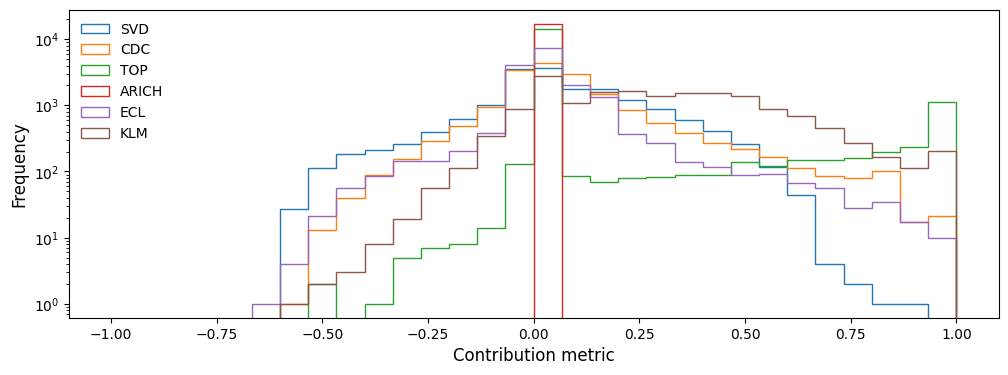 SVD
CDC
TOP
ARICH
ECL
KLM
Frequency
10⁴
10³
10²
10¹
10⁰
−1.00 −0.75 −0.50 −0.25 0.00 0.25 0.50 0.75 1.00
Contribution metric